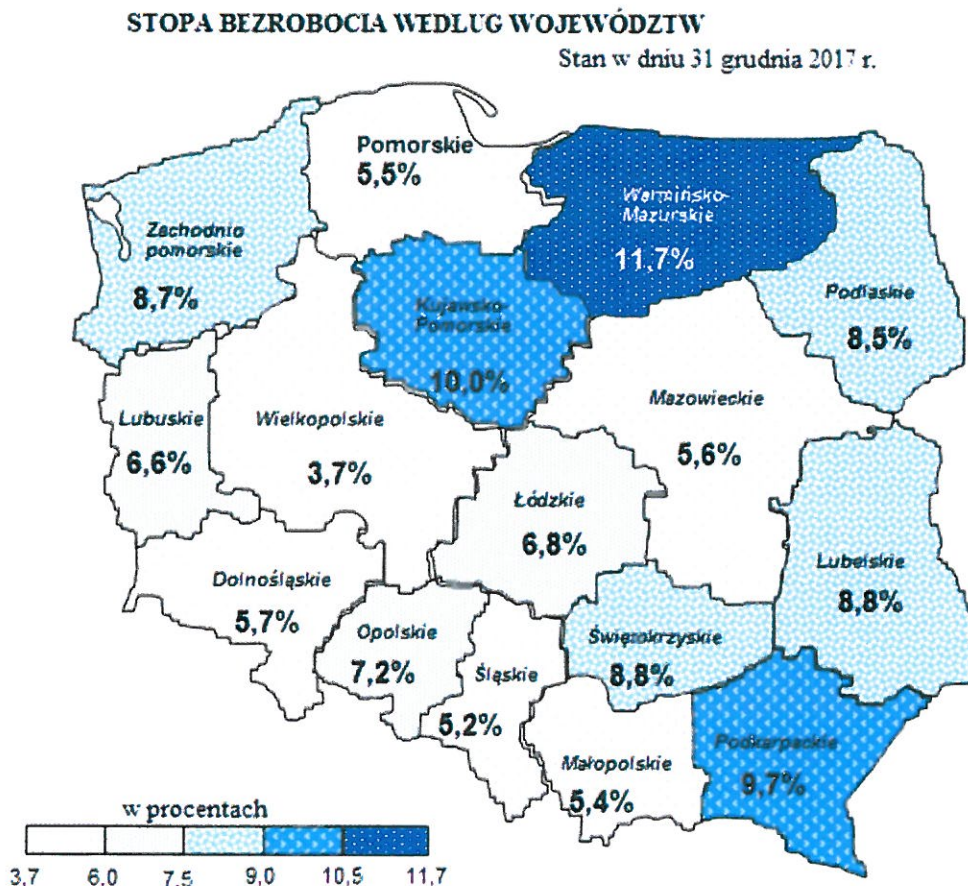 STOPA BEZROBOCIA WEDŁUG WOJEWÓDZTW
Stan w dniu 31 grudnia 2017 r.
Pomorskie
5,5%
Warmińsko-
Mazurskie
11,7%
Zachodnio
pomorskie
8,7%
Podlaskie
8,5%
Kujawsko-
Pomorskie
10,0%
Mazowieckie
5,6%
Lubuskie
6,6%
Wielkopolskie
3,7%
Łódzkie
6,8%
Lubelskie
8,8%
Dolnośląskie
5,7%
Opolskie
7,2%
Śląskie
5,2%
Świętokrzyskie
8,8%
Małopolskie
5,4%
Podkarpackie
9,7%
w procentach
3,7 6,0 7,5 9,0 10,5 11,7